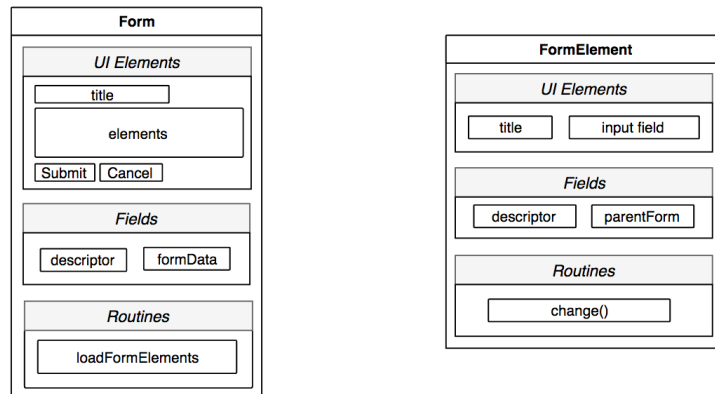 Form
UI Elements
title
elements
Submit Cancel
Fields
descriptor formData
Routines
loadFormElements
FormElement
UI Elements
title input field
Fields
descriptor parentForm
Routines
change()